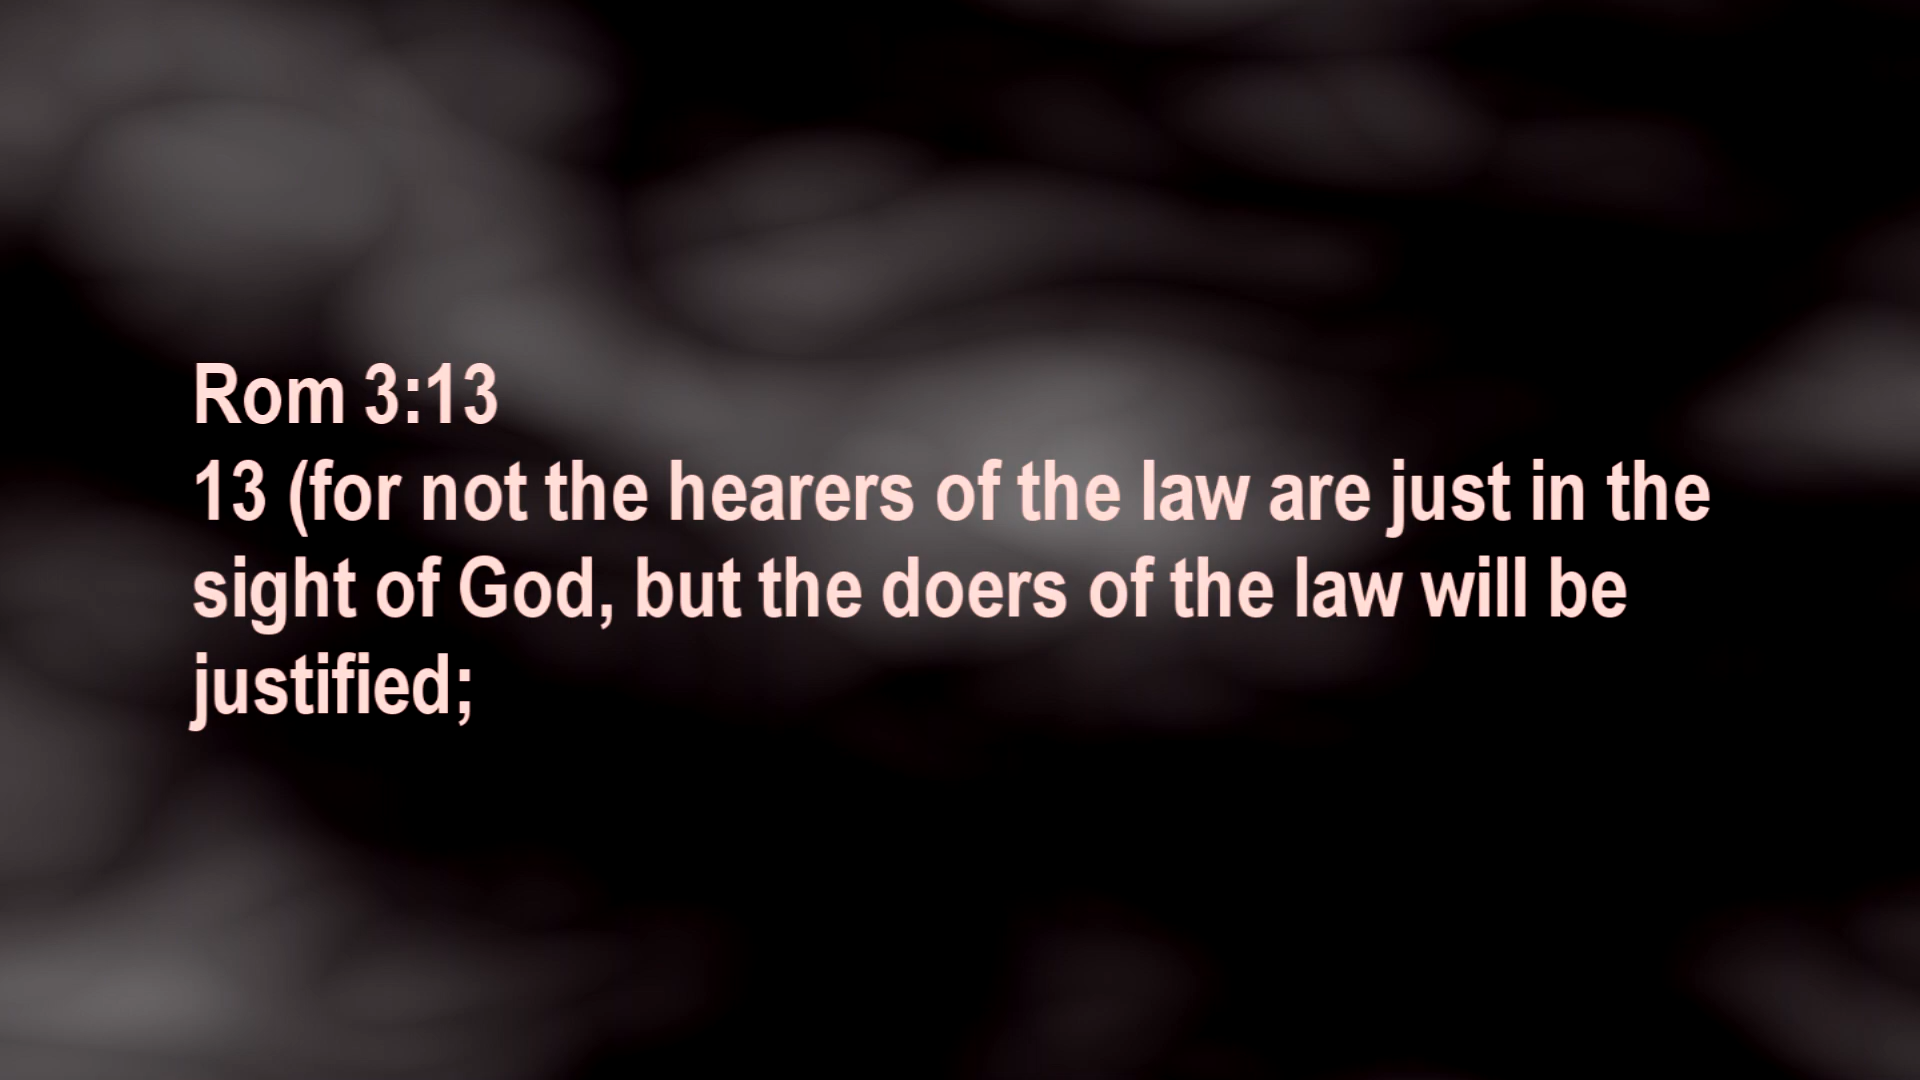 Rom 3:13
13 (for not the hearers of the law are just in the
sight of God, but the doers of the law will be
justified;